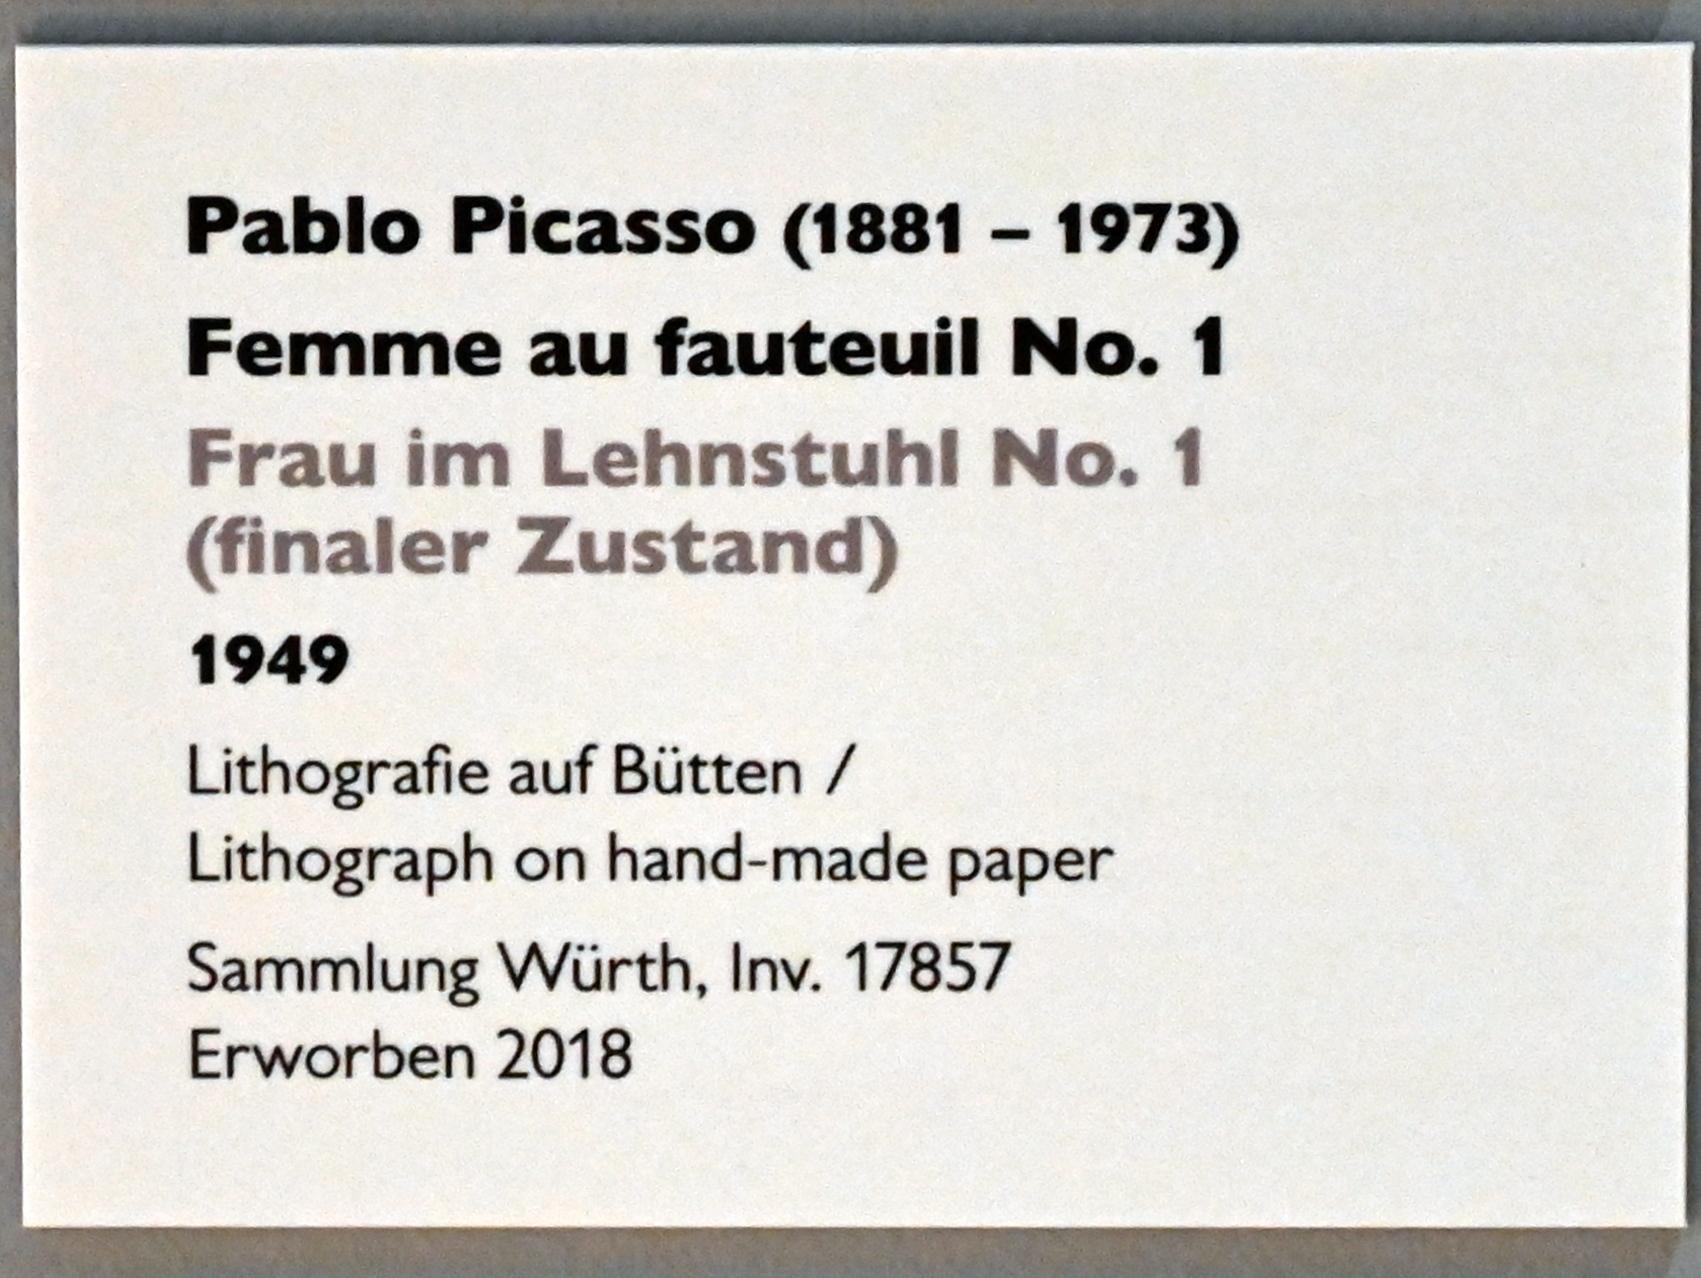 Pablo Picasso (1881 – 1973)
Femme au fauteuil No. 1
Frau im Lehnstuhl No. 1
(finaler Zustand)
1949
Lithografie auf Bütten /
Lithograph on hand-made paper
Sammlung Würth, Inv. 17857
Erworben 2018